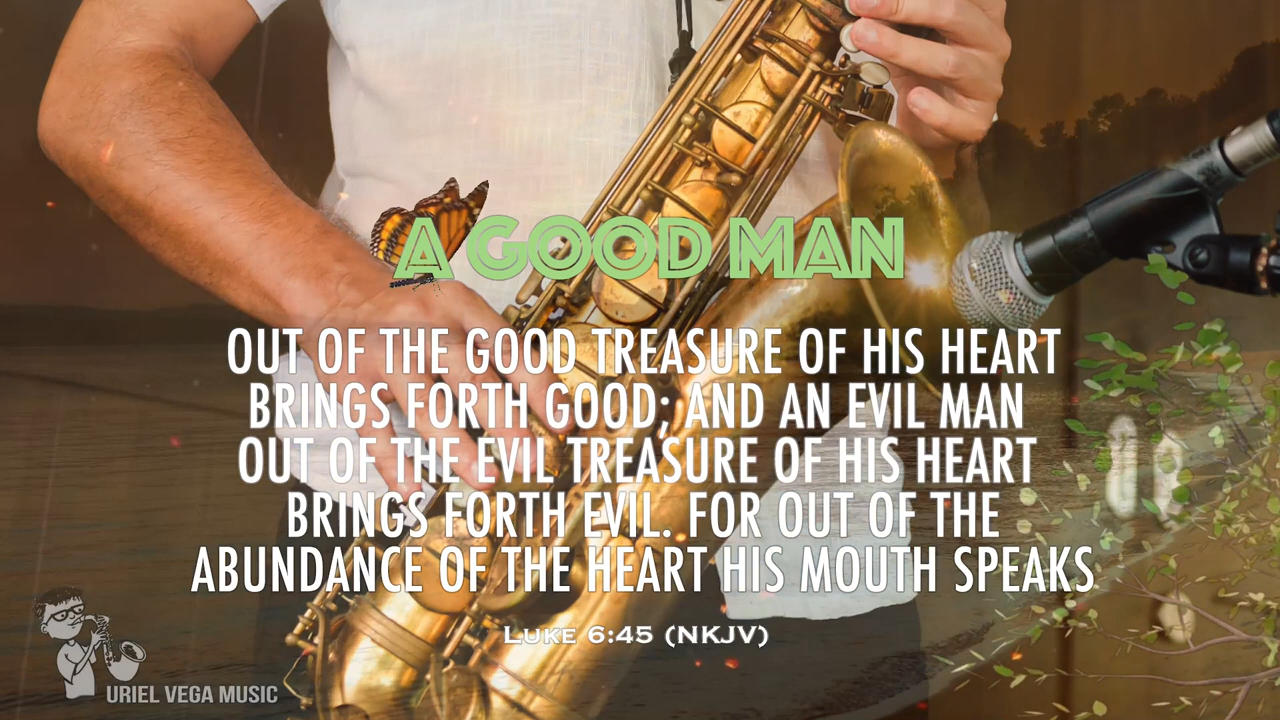 A GOOD MAN
OUT OF THE GOOD TREASURE OF HIS HEART
BRINGS FORTH GOOD; AND AN EVIL MAN
OUT OF THE EVIL TREASURE OF HIS HEART
BRINGS FORTH EVIL. FOR OUT OF THE
ABUNDANCE OF THE HEART HIS MOUTH SPEAKS
Luke 6:45 (NKJV)
URIEL VEGA MUSIC